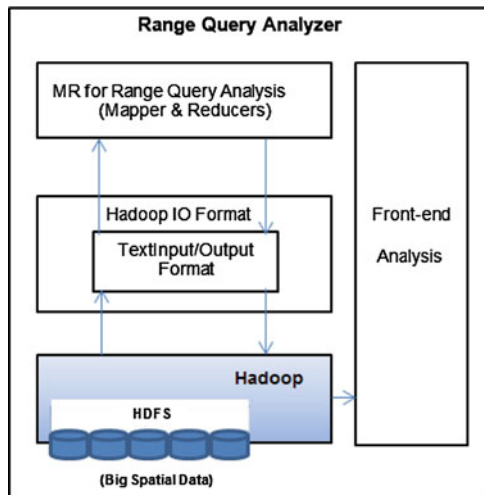 Range Query Analyzer
MR for Range Query Analysis
(Mapper & Reducers)
Hadoop IO Format
TextInput/Output
Format
Front-end
Analysis
Hadoop
HDFS
(Big Spatial Data)